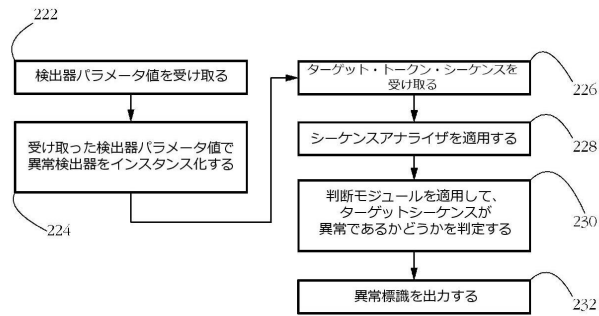 222
検出器パラメータ値を受け取る
受け取った検出器パラメータ値で
異常検出器をインスタンス化する
224
ターゲット・トークン・シーケンスを
受け取る
226
シーケンスアナライザを適用する
228
判断モジュールを適用して、
ターゲットシーケンスが
異常であるかどうかを判定する
230
異常標識を出力する
232